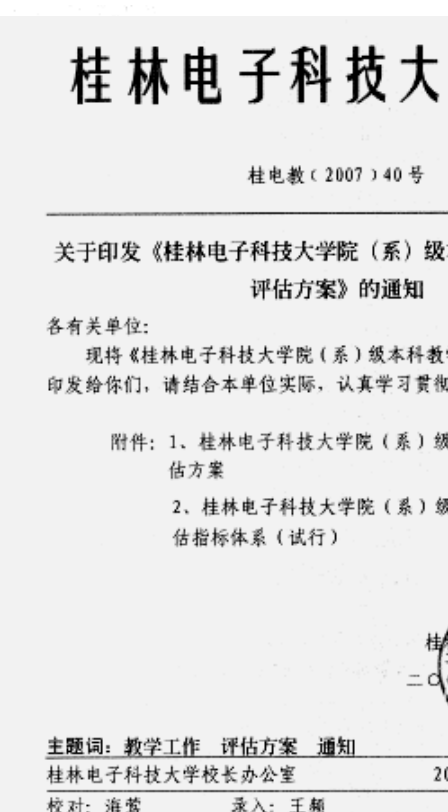 桂林电子科技大
桂电教（2007）40号
关于印发《桂林电子科技大学院（系）级
评估方案》的通知
各有关单位：
现将《桂林电子科技大学院（系）级本科教
印发给你们，请结合本单位实际，认真学习贯彻
附件：1、桂林电子科技大学院（系）级
估方案
2、桂林电子科技大学院（系）级
估指标体系（试行）
桂
二〇
主题词：教学工作 评估方案 通知
桂林电子科技大学校长办公室 20
校对： 录入：王颖